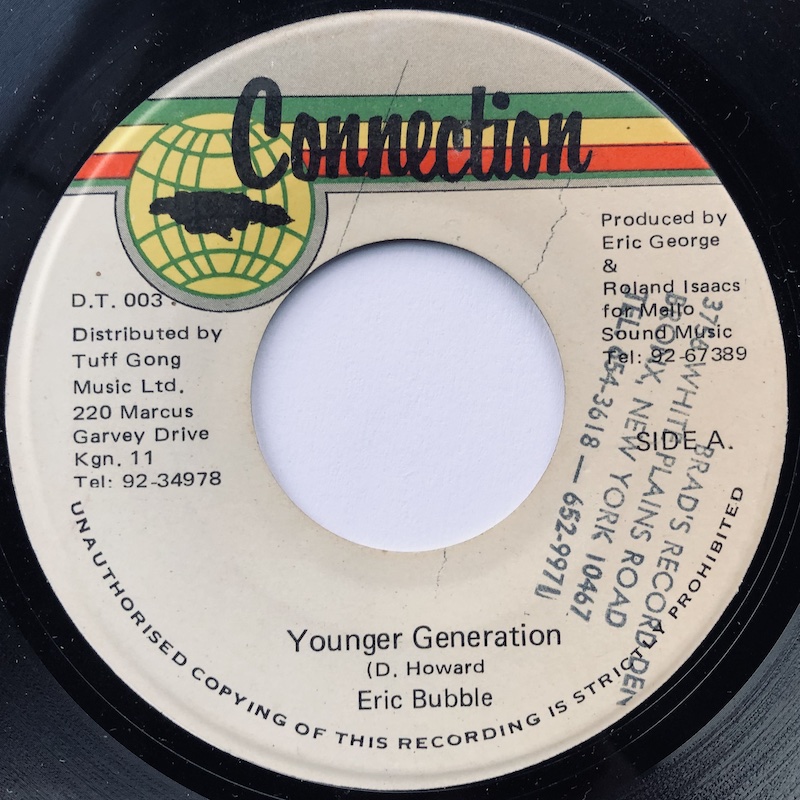 Connection
Produced by
Eric George
&
Roland Isaacs
for Mello
Sound Music
Tel: 92-67389
D.T. 003
Distributed by
Tuff Gong
Music Ltd.
220 Marcus
Garvey Drive
Kgn. 11
Tel: 92-34978
SIDE A.
BRAD'S RECORD DEN
WHITE PLAINS ROAD
BRONX, NEW YORK 10467
TEL: 654-3618 — 652-9971
Younger Generation
(D. Howard
Eric Bubble
UNAUTHORISED COPYING OF THIS RECORDING IS STRICTLY PROHIBITED